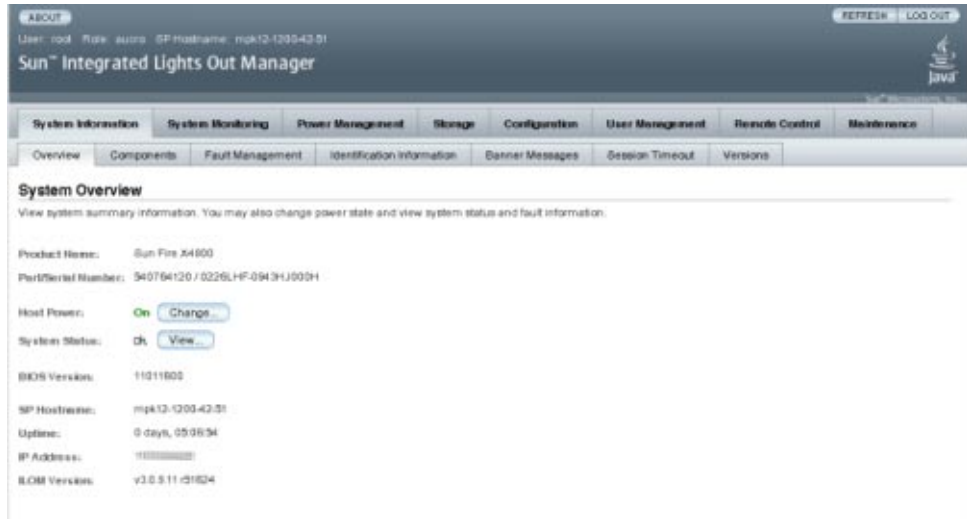 ABOUT
REFRESH LOG OUT
User: root Role: aucro SP Hostname: mpk12-1200-42-51
Sun™ Integrated Lights Out Manager
Java
System Information System Monitoring Power Management Storage Configuration User Management Remote Control Maintenance
Overview Components Fault Management Identification Information Banner Messages Session Timeout Versions
System Overview
View system summary information. You may also change power state and view system status and fault information.
Product Name: Sun Fire X4800
Part/Serial Number: 540764120 / 0226LHF-0943HJ000H
Host Power: On Change...
System Status: View...
BIOS Version: 11011600
SP Hostname: mpk12-1200-42-51
Uptime: 0 days, 05:06:54
IP Address:
ILOM Version: